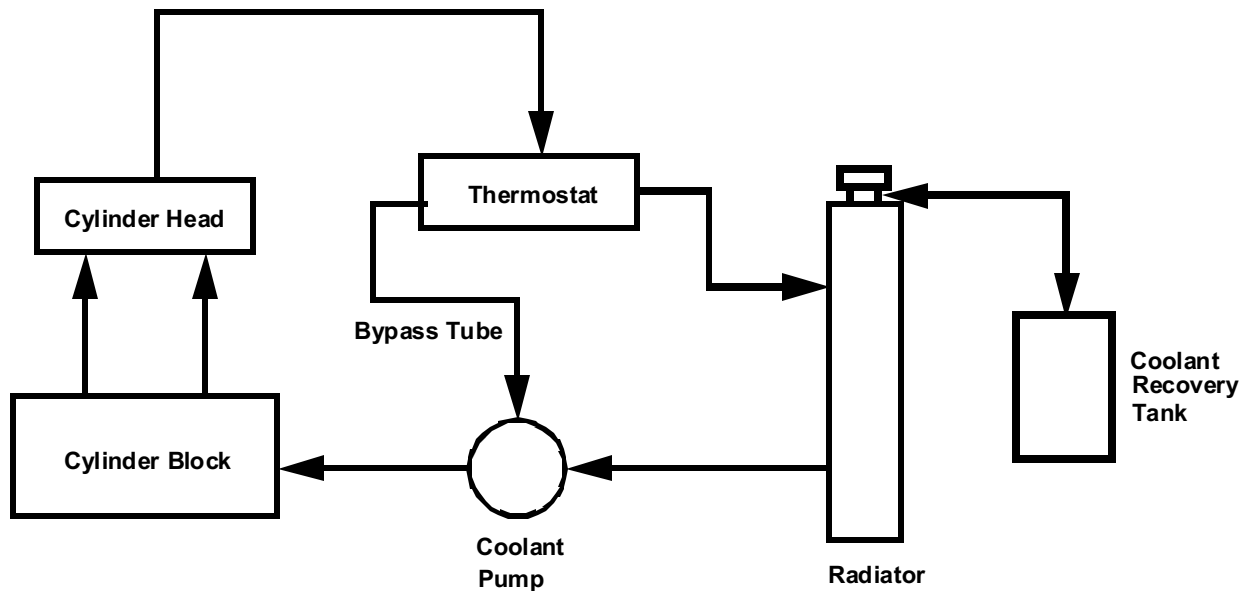 Thermostat
Cylinder Head
Bypass Tube
Coolant
Recovery
Tank
Cylinder Block
Coolant
Pump
Radiator